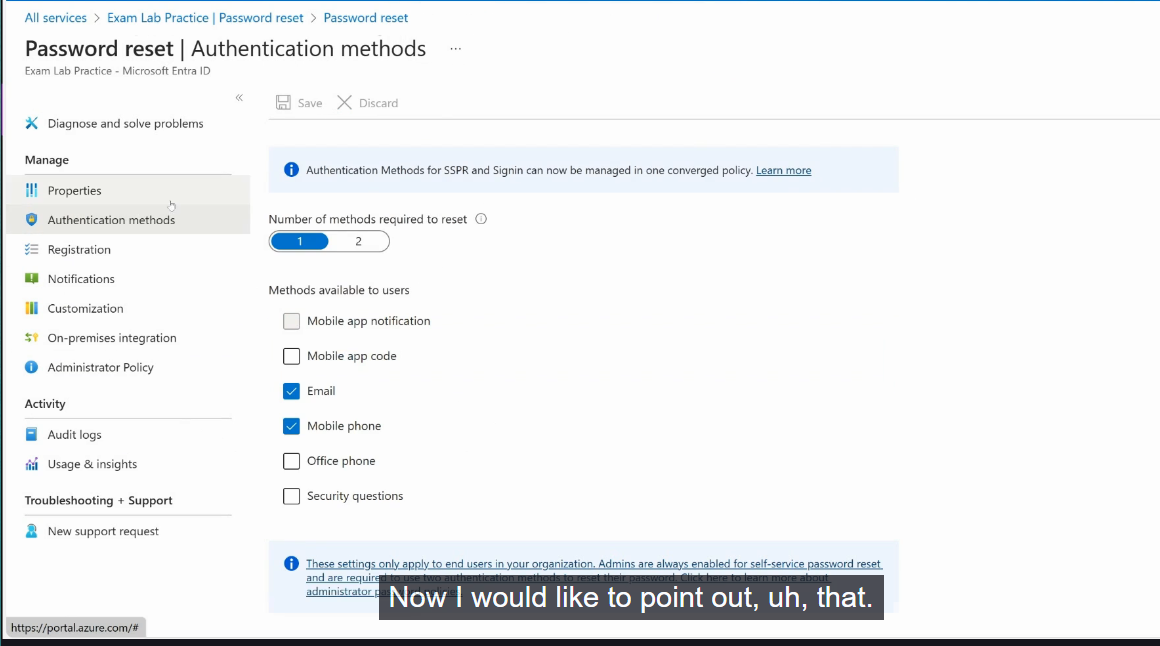 All services > Exam Lab Practice | Password reset > Password reset
Password reset | Authentication methods ...
Exam Lab Practice - Microsoft Entra ID
«
Save Discard
Diagnose and solve problems
Manage
Properties
Authentication methods
Registration
Notifications
Customization
On-premises integration
Administrator Policy
Activity
Audit logs
Usage & insights
Troubleshooting + Support
New support request
Authentication Methods for SSPR and Signin can now be managed in one converged policy. Learn more
Number of methods required to reset
1 2
Methods available to users
Mobile app notification
Mobile app code
Email
Mobile phone
Office phone
Security questions
These settings only apply to end users in your organization. Admins are always enabled for self-service password reset
and are required to use two authentication methods to reset their password. Click here to learn more about
administrator
Now I would like to point out, uh, that.
https://portal.azure.com/#